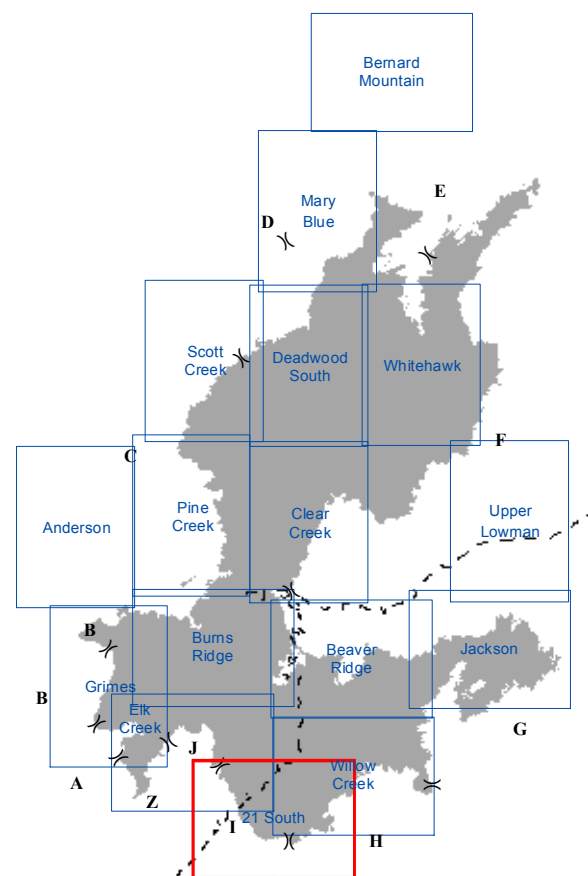 Bernard
Mountain
E
Mary
Blue
D
Scott
Creek
Deadwood
South
Whitehawk
F
C
Pine
Creek
Clear
Creek
Upper
Lowman
Anderson
B
Burns
Ridge
Beaver
Ridge
Jackson
Grimes
B
Elk
Creek
G
J
Willow
Creek
A
Z
I
21 South
H